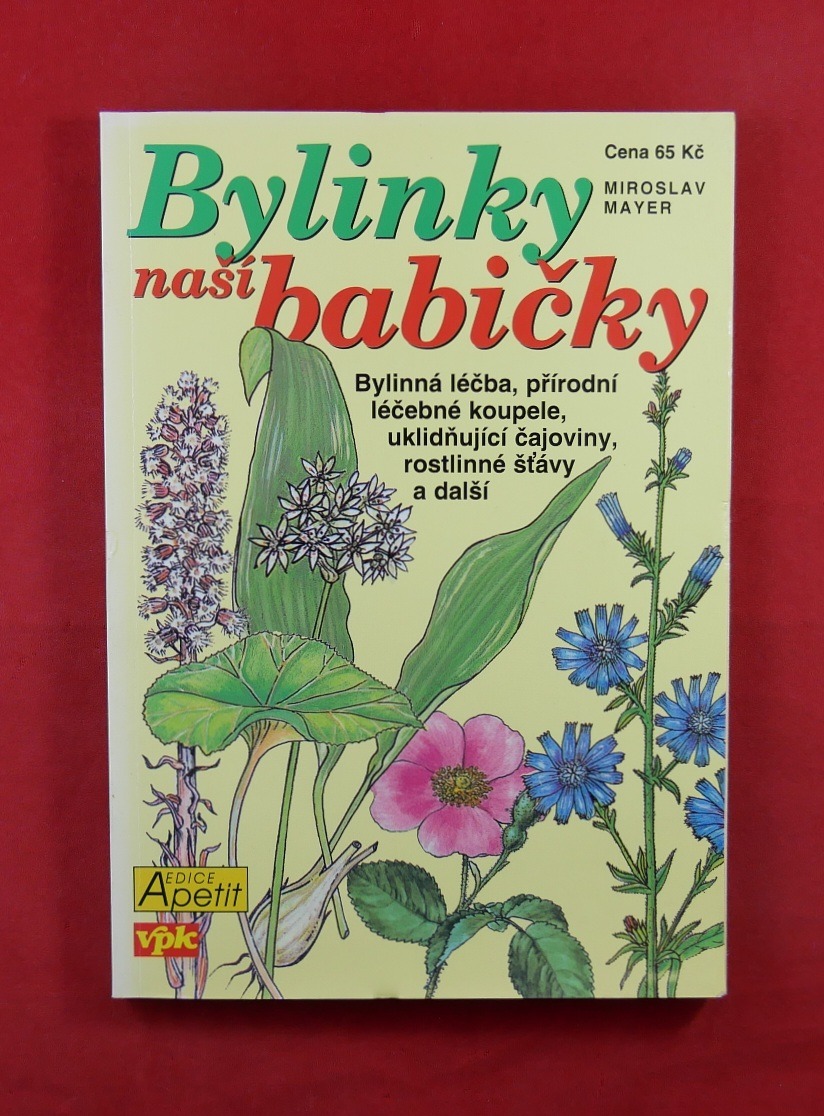 Bylinky
naší babičky
Cena 65 Kč
MIROSLAV
MAYER
Bylinná léčba, přírodní
léčebné koupele,
uklidňující čajoviny,
rostlinné šťávy
a další
EDICE
Apetit
vpk